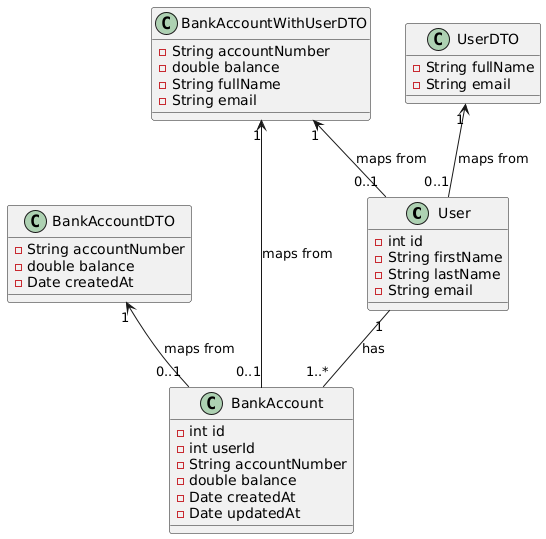 C BankAccountWithUserDTO
String accountNumber
double balance
String fullName
String email
C UserDTO
String fullName
String email
1
1
1
maps from
maps from
0..1
0..1
C BankAccountDTO
String accountNumber
double balance
Date createdAt
C User
int id
String firstName
String lastName
String email
maps from
1
1
maps from
has
0..1
0..1
1..*
C BankAccount
int id
int userId
String accountNumber
double balance
Date createdAt
Date updatedAt